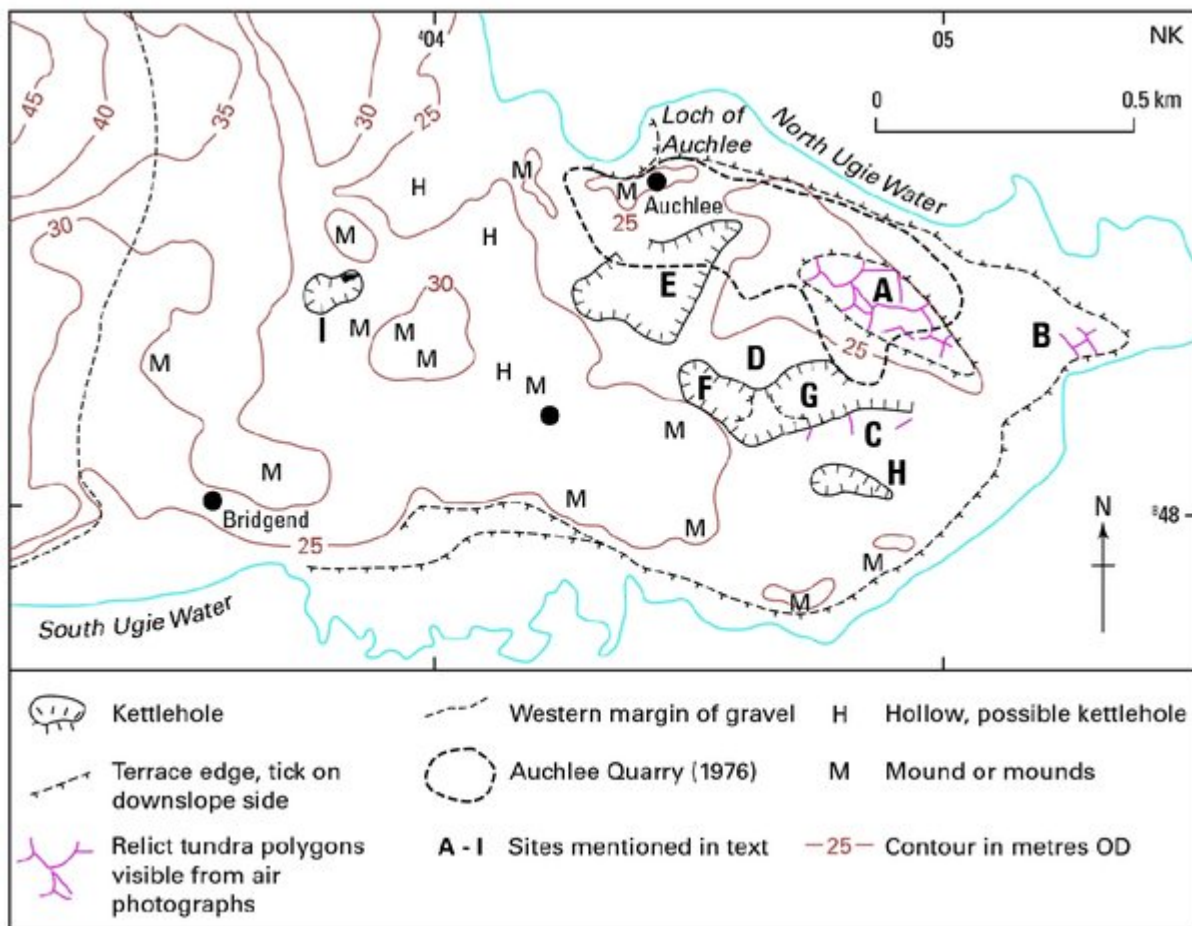 ⁴04
05
NK
0
0.5 km
45
40
35
30
25
Loch of
Auchlee
North Ugie Water
H
M
M
Auchlee
25
30
M
H
E
A
30
I
M
M
M
B
M
H
M
D
25
F
G
M
C
M
H
Bridgend
M
M
⁸48
N
25
M
M
South Ugie Water
Kettlehole
Western margin of gravel
H
Hollow, possible kettlehole
Terrace edge, tick on
downslope side
Auchlee Quarry (1976)
M
Mound or mounds
Relict tundra polygons
visible from air
photographs
A - I
Sites mentioned in text
25
Contour in metres OD